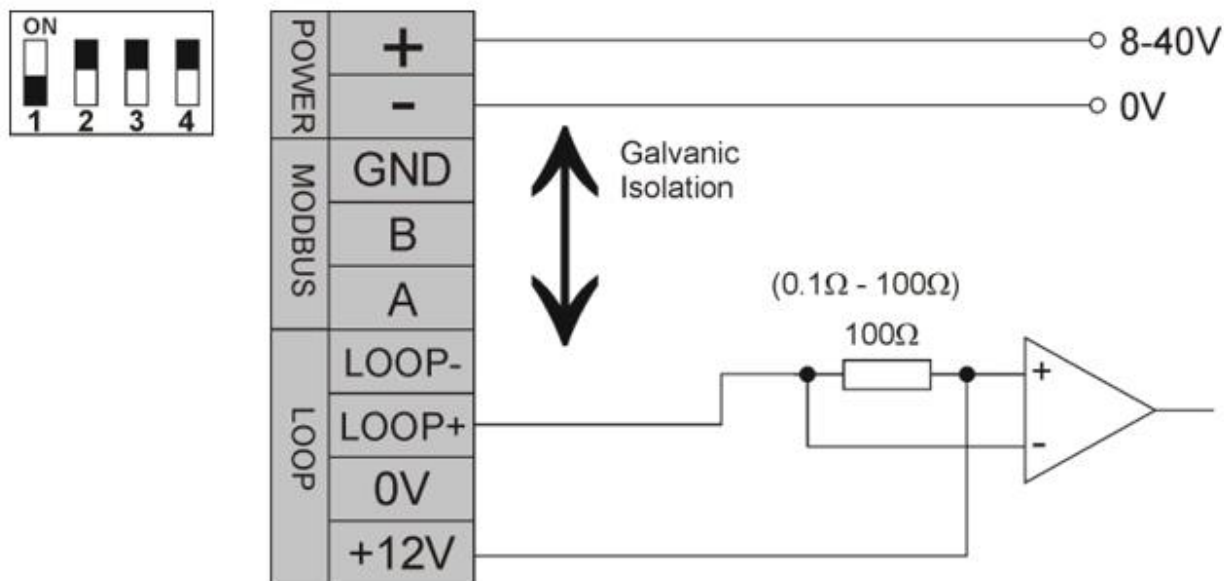 ON
1 2 3 4
POWER
+
-
MODBUS
GND
B
A
LOOP
LOOP-
LOOP+
0V
+12V
8-40V
0V
Galvanic
Isolation
(0.1Ω - 100Ω)
100Ω
+
-